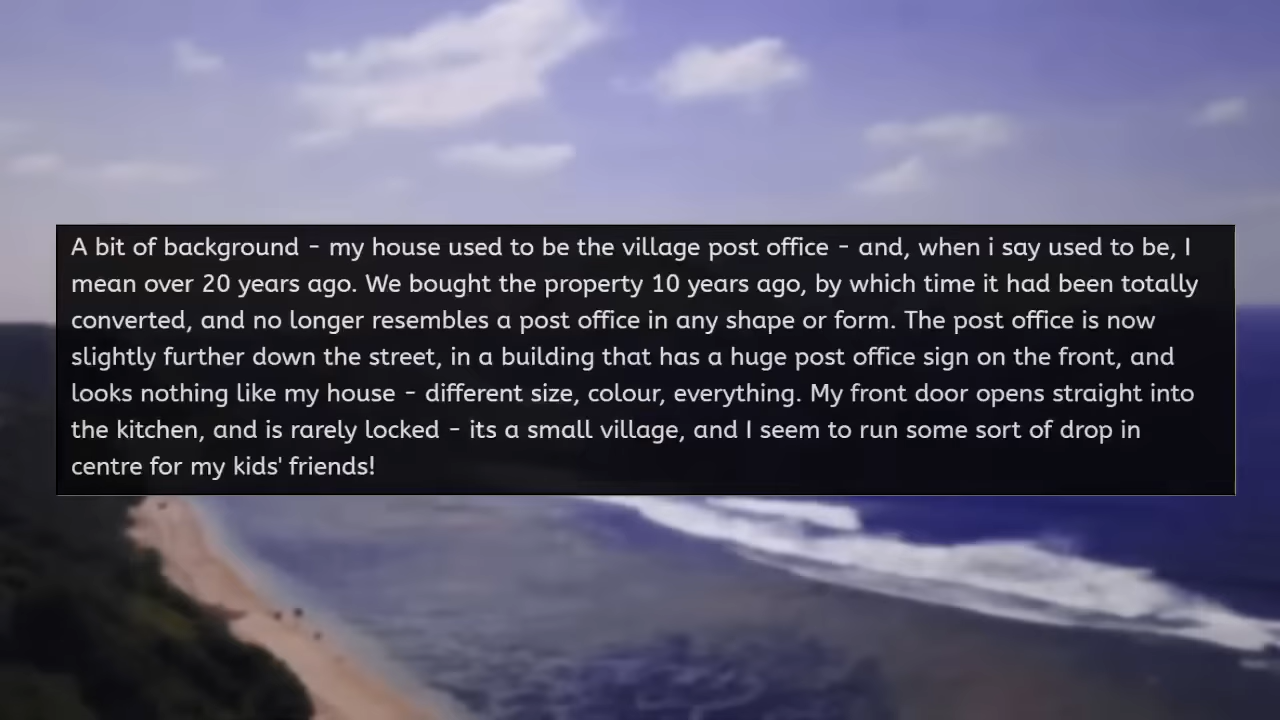 A bit of background - my house used to be the village post office - and, when i say used to be, I
mean over 20 years ago. We bought the property 10 years ago, by which time it had been totally
converted, and no longer resembles a post office in any shape or form. The post office is now
slightly further down the street, in a building that has a huge post office sign on the front, and
looks nothing like my house - different size, colour, everything. My front door opens straight into
the kitchen, and is rarely locked - its a small village, and I seem to run some sort of drop in
centre for my kids' friends!